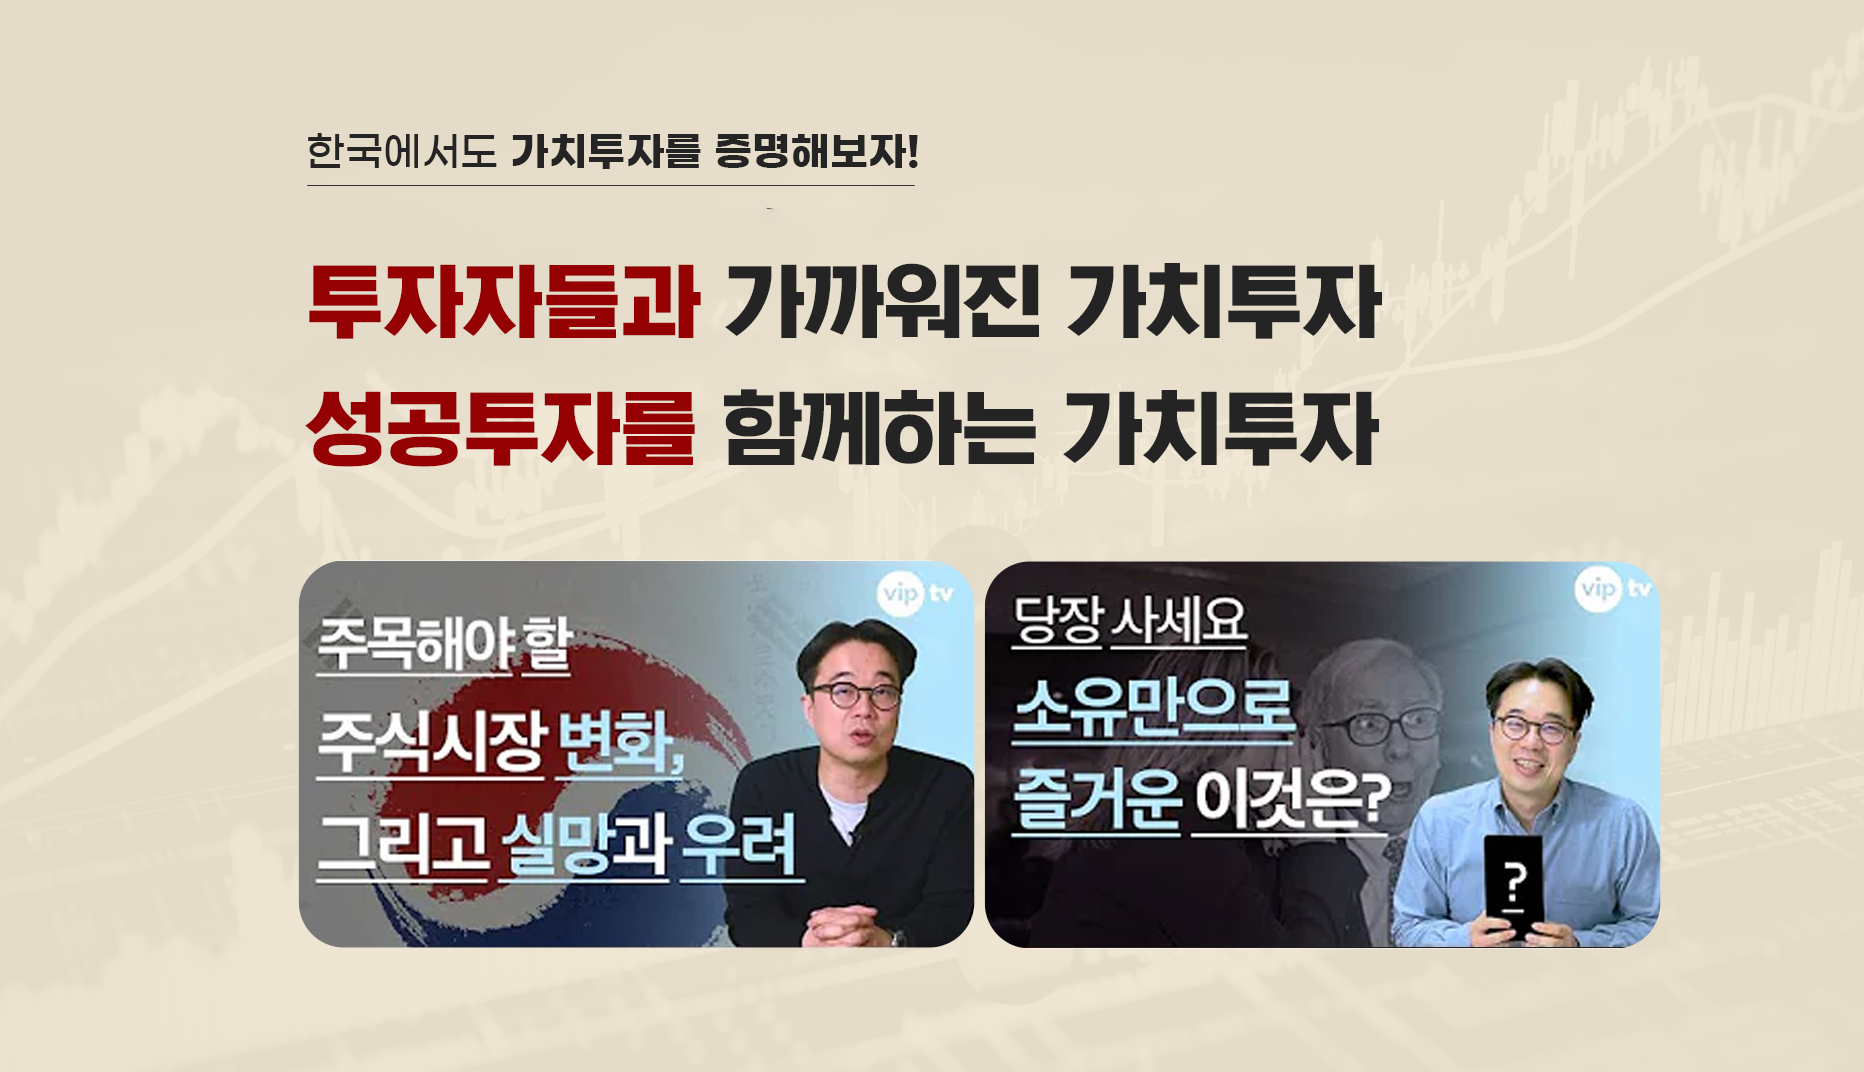 한국에서도 가치투자를 증명해보자!
투자자들과 가까워진 가치투자
성공투자를 함께하는 가치투자
vip tv
주목해야 할
주식시장 변화,
그리고 실망과 우려
vip tv
당장 사세요
소유만으로
즐거운 이것은?
?